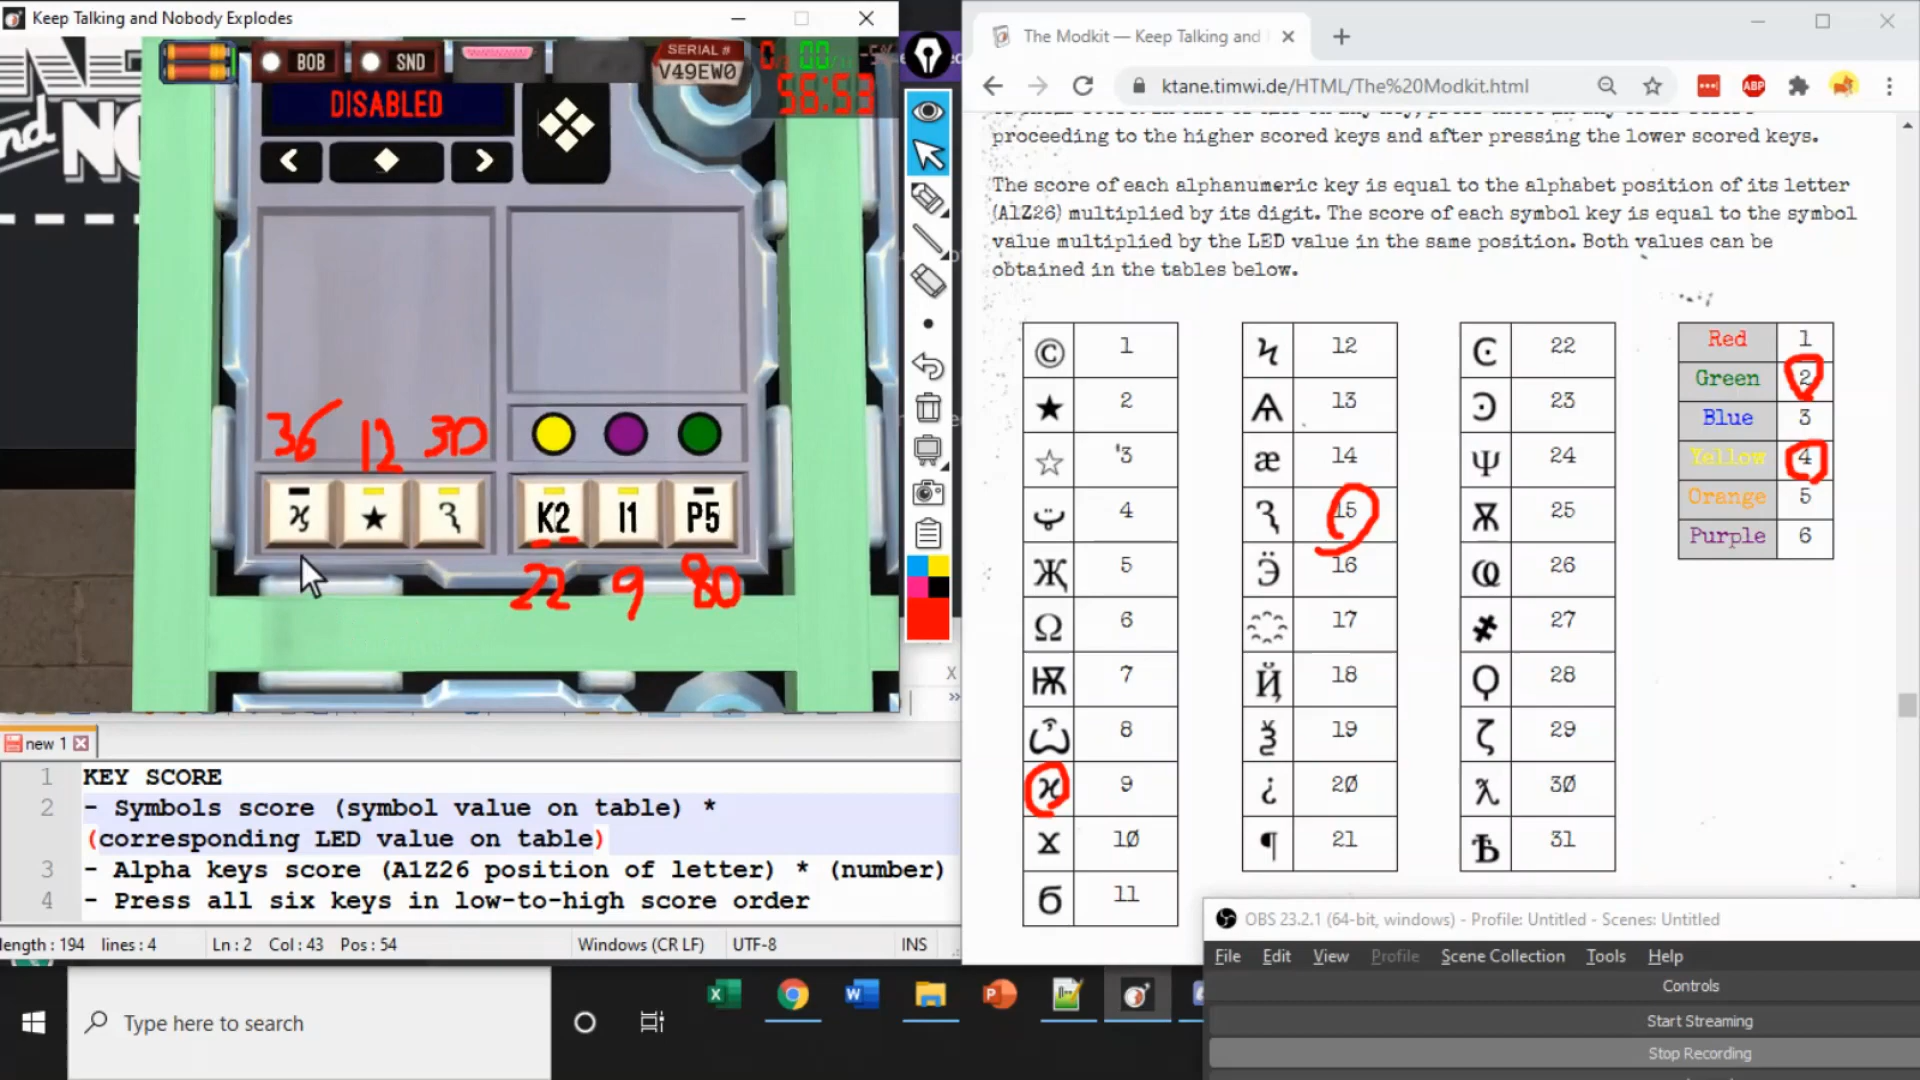 Keep Talking and Nobody Explodes
BOB
SND
SERIAL #
V49EW0
-5%
56:53
DISABLED
and
36 12 30
K2 I1 P5
22 9 80
new 1
1 KEY SCORE
2 - Symbols score (symbol value on table) *
(corresponding LED value on table)
3 - Alpha keys score (A1Z26 position of letter) * (number)
4 - Press all six keys in low-to-high score order
length : 194 lines : 4
Ln : 2 Col : 43 Pos : 54
Windows (CR LF)
UTF-8
INS
Type here to search
The Modkit — Keep Talking and
ktane.timwi.de/HTML/The%20Modkit.html
ABP
proceeding to the higher scored keys and after pressing the lower scored keys.
The score of each alphanumeric key is equal to the alphabet position of its letter
(A1Z26) multiplied by its digit. The score of each symbol key is equal to the symbol
value multiplied by the LED value in the same position. Both values can be
obtained in the tables below.
© 1
★ 2
☆ 3
ټ 4
Җ 5
Ω 6
Ѭ 7
Ѽ 8
ϰ 9
Ϫ 10
Ϭ 11
Ϟ 12
Ѧ 13
æ 14
Ԇ 15
Ӭ 16
҈ 17
Ҋ 18
Ѯ 19
¿ 20
¶ 21
Ͼ 22
Ͽ 23
Ψ 24
Ѫ 25
Ҩ 26
҂ 27
Ϙ 28
ζ 29
ƛ 30
Ѣ 31
Red 1
Green 2
Blue 3
Yellow 4
Orange 5
Purple 6
OBS 23.2.1 (64-bit, windows) - Profile: Untitled - Scenes: Untitled
File Edit View Profile Scene Collection Tools Help
Controls
Start Streaming
Stop Recording